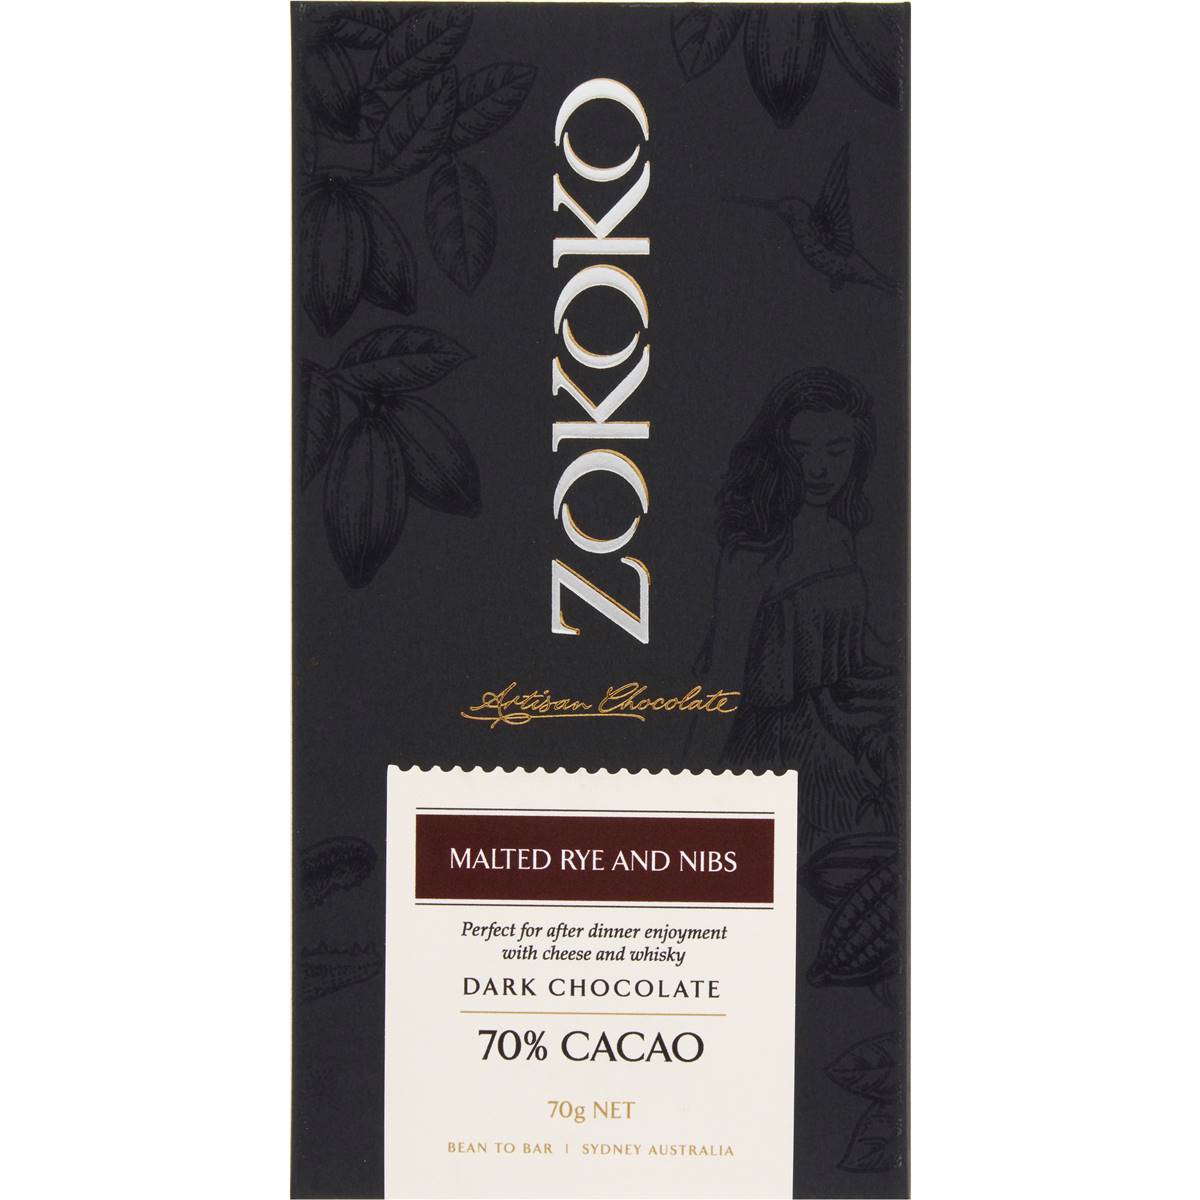 ZOKOKO
Artisan Chocolate
MALTED RYE AND NIBS
Perfect for after dinner enjoyment
with cheese and whisky
DARK CHOCOLATE
70% CACAO
70g NET
BEAN TO BAR | SYDNEY AUSTRALIA